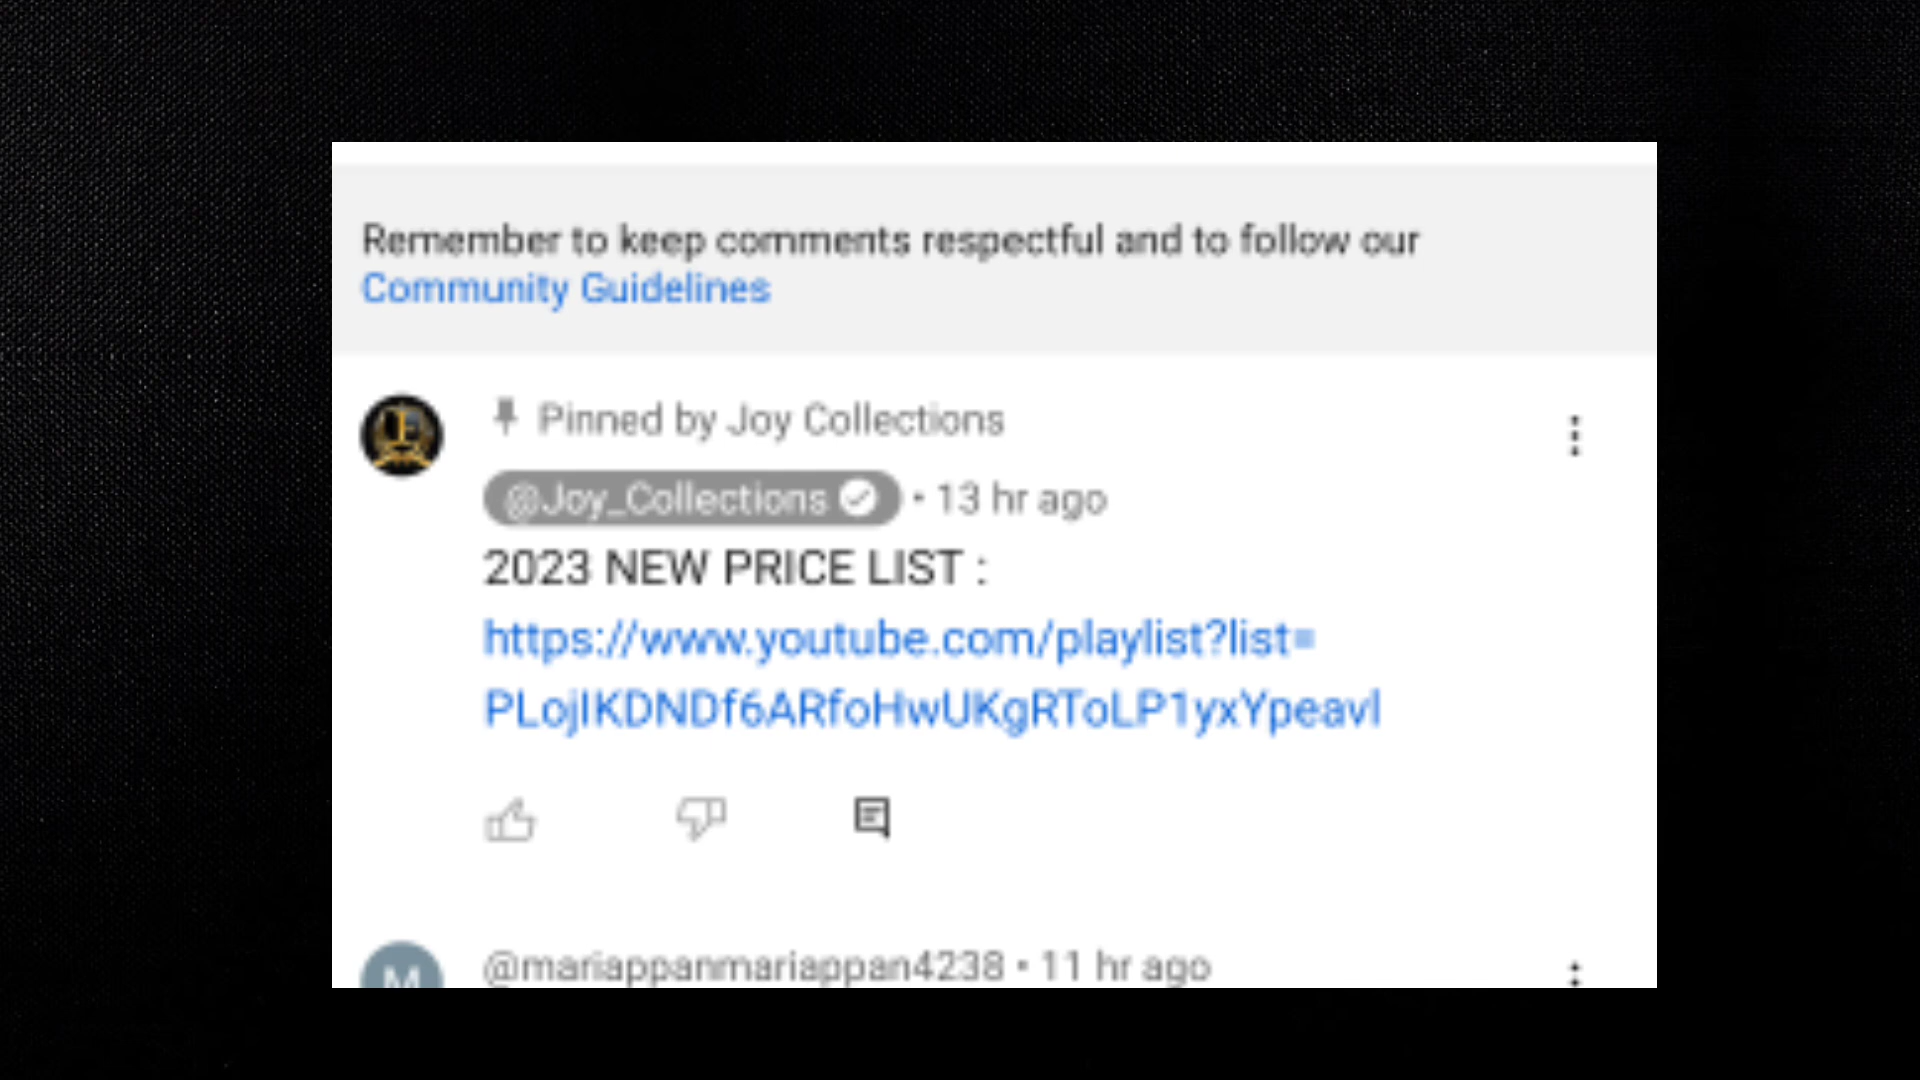 Remember to keep comments respectful and to follow our
Community Guidelines
Pinned by Joy Collections
@Joy_Collections • 13 hr ago
2023 NEW PRICE LIST :
https://www.youtube.com/playlist?list=
PLojIKDNDf6ARfoHwUKgRToLP1yxYpeavl
M
@mariappanmariappan4238 • 11 hr ago